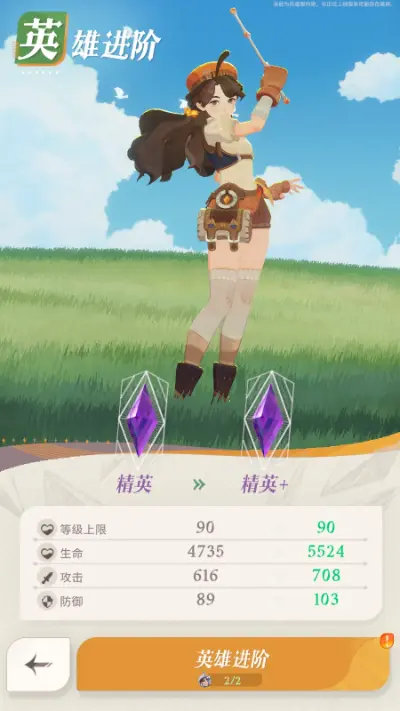 英雄进阶
精英 » 精英+
等级上限 90 90
生命 4735 5524
攻击 616 708
防御 89 103
英雄进阶
2/2